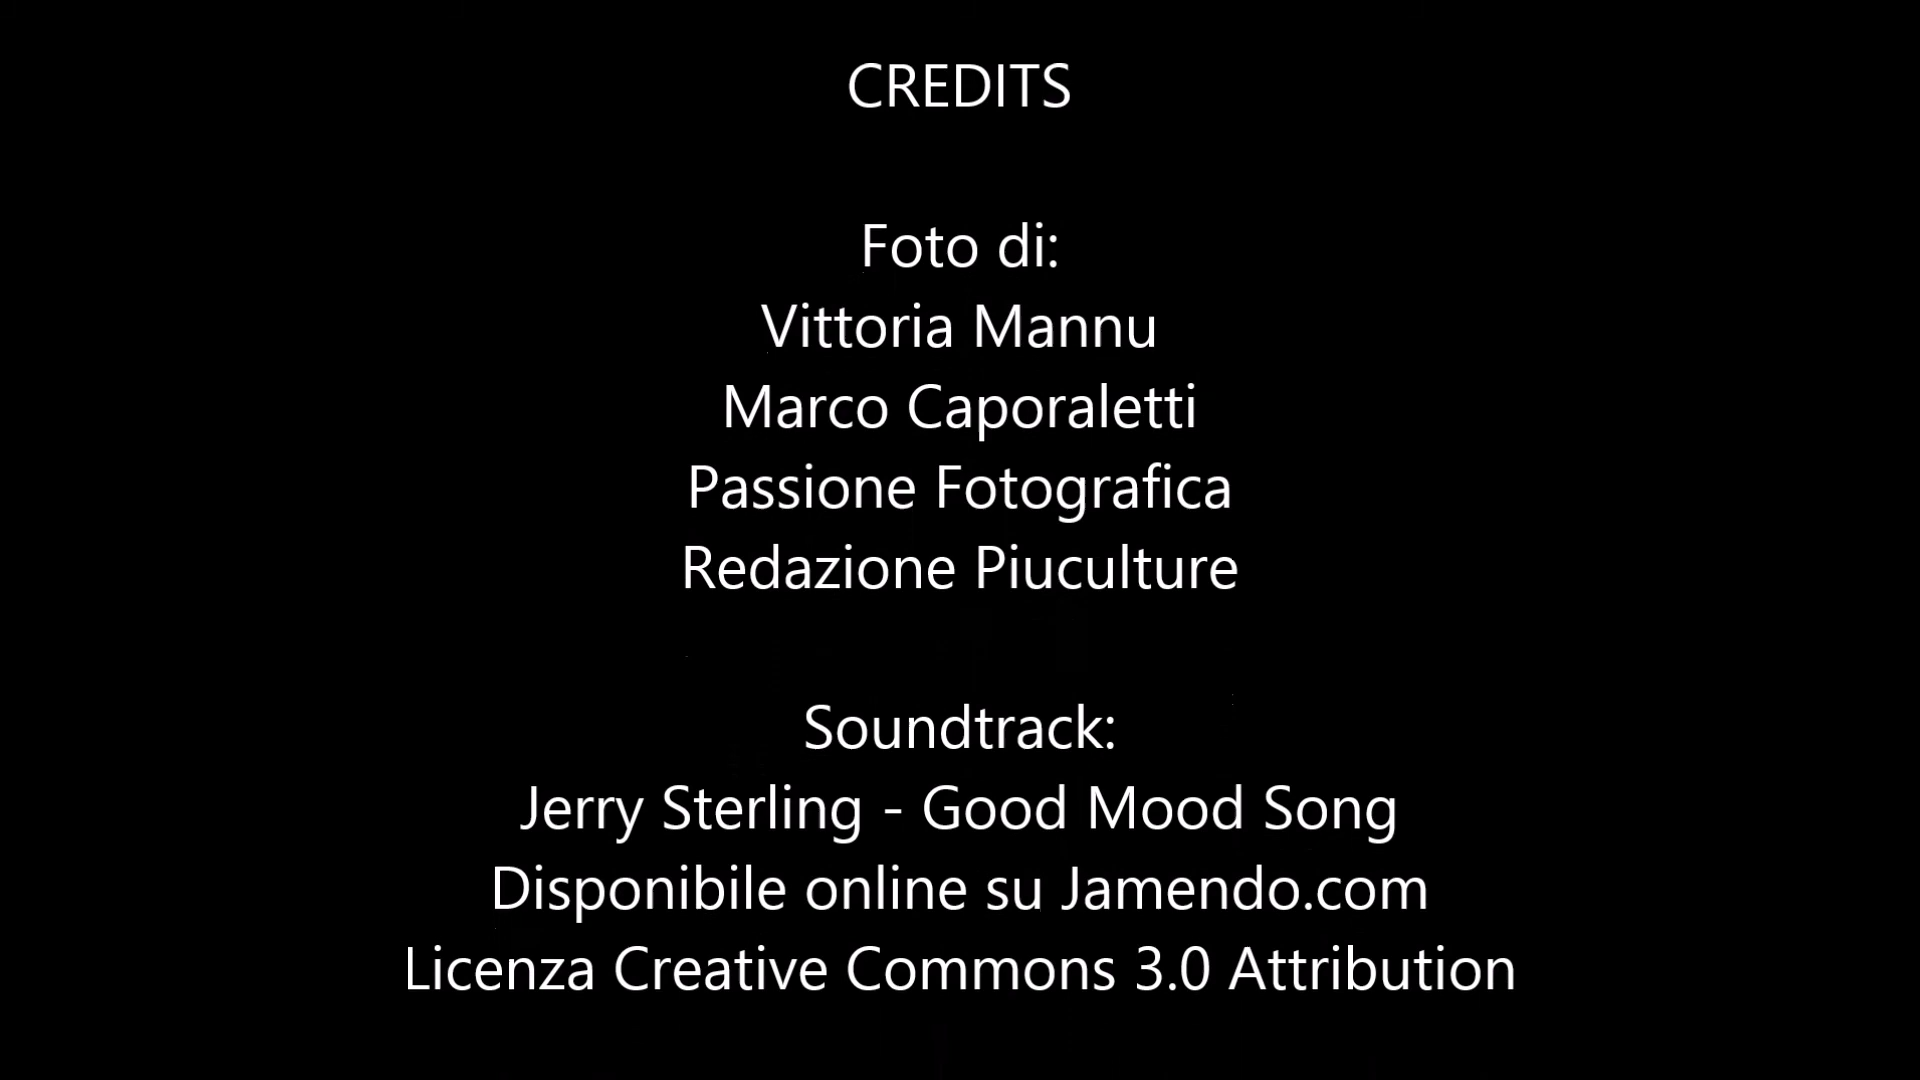 CREDITS
Foto di:
Vittoria Mannu
Marco Caporaletti
Passione Fotografica
Redazione Piuculture
Soundtrack:
Jerry Sterling - Good Mood Song
Disponibile online su Jamendo.com
Licenza Creative Commons 3.0 Attribution